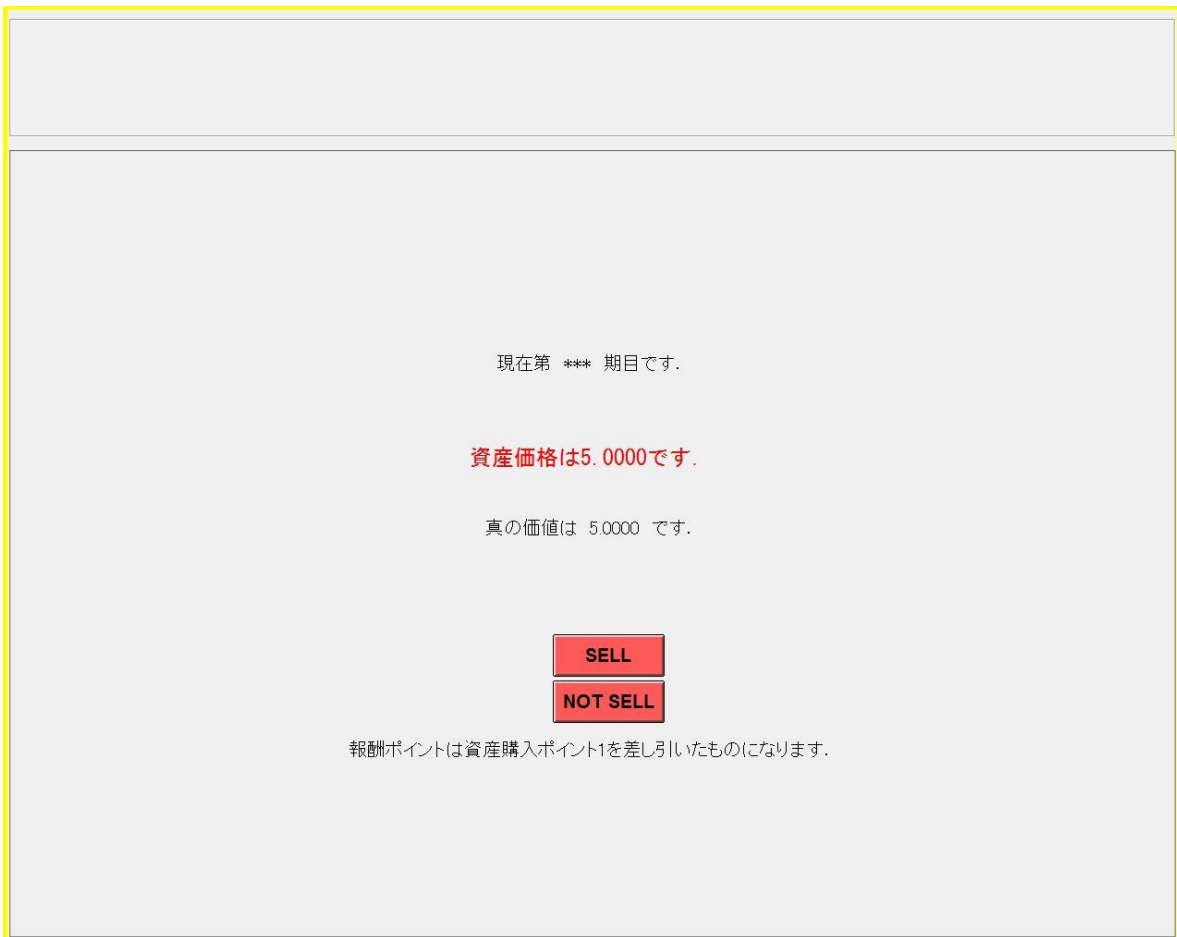 現在第 *** 期目です.
資産価格は5.0000です.
真の価値は 5.0000 です.
SELL
NOT SELL
報酬ポイントは資産購入ポイント1を差し引いたものになります.